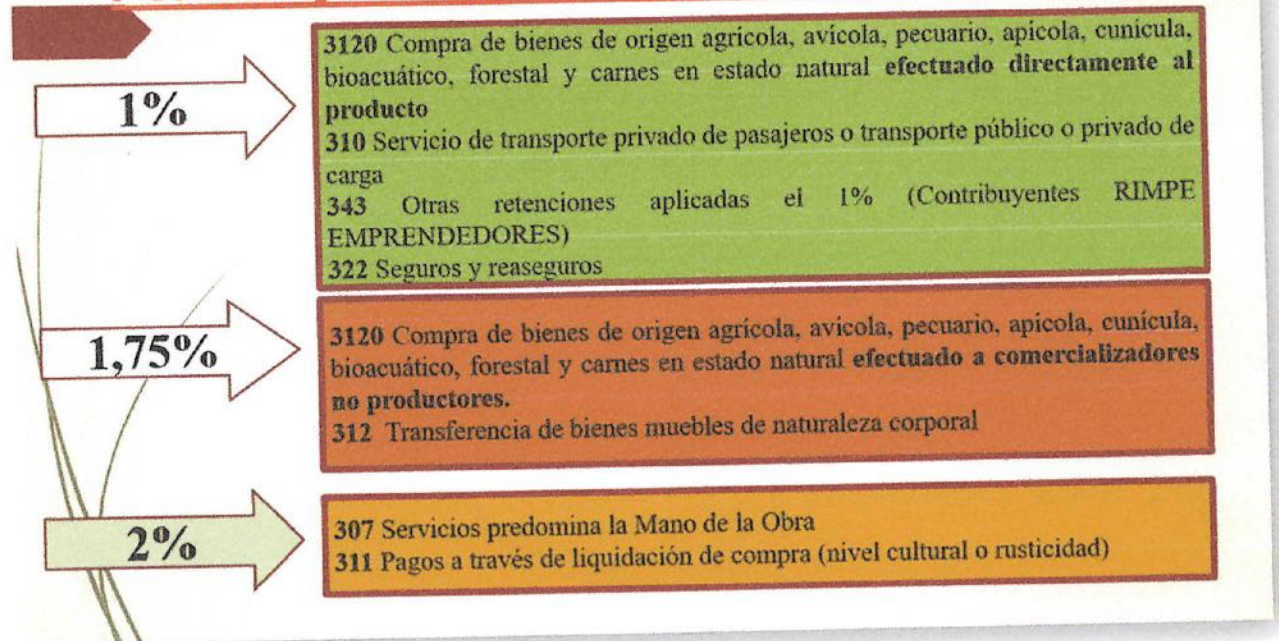 1%
3120 Compra de bienes de origen agrícola, avícola, pecuario, apícola, cunícula,
bioacuático, forestal y carnes en estado natural efectuado directamente al
producto
310 Servicio de transporte privado de pasajeros o transporte público o privado de
carga
343 Otras retenciones aplicadas el 1% (Contribuyentes RIMPE
EMPRENDEDORES)
322 Seguros y reaseguros
1,75%
3120 Compra de bienes de origen agrícola, avícola, pecuario, apícola, cunícula,
bioacuático, forestal y carnes en estado natural efectuado a comercializadores
no productores.
312 Transferencia de bienes muebles de naturaleza corporal
2%
307 Servicios predomina la Mano de la Obra
311 Pagos a través de liquidación de compra (nivel cultural o rusticidad)